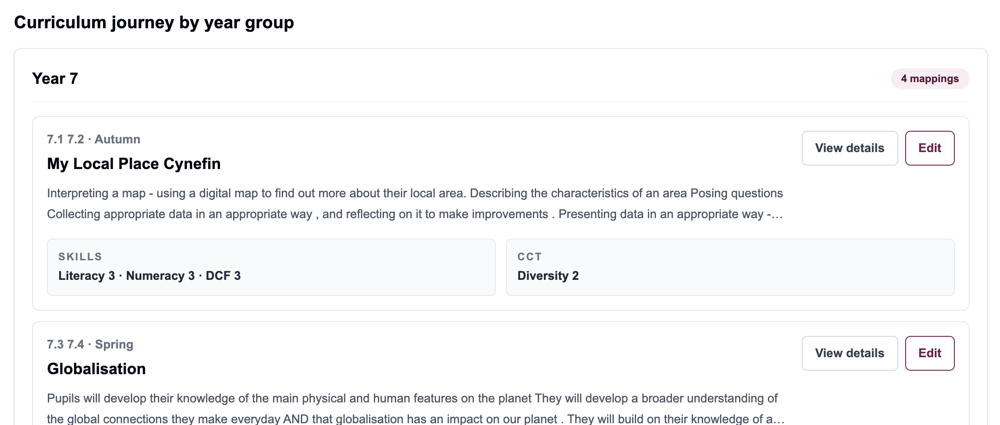 Curriculum journey by year group
Year 7
4 mappings
7.1 7.2 · Autumn
View details
Edit
My Local Place Cynefin
Interpreting a map - using a digital map to find out more about their local area. Describing the characteristics of an area Posing questions
Collecting appropriate data in an appropriate way , and reflecting on it to make improvements . Presenting data in an appropriate way -…
SKILLS
Literacy 3 · Numeracy 3 · DCF 3
CCT
Diversity 2
7.3 7.4 · Spring
View details
Edit
Globalisation
Pupils will develop their knowledge of the main physical and human features on the planet They will develop a broader understanding of
the global connections they make everyday AND that globalisation has an impact on our planet . They will build on their knowledge of a…